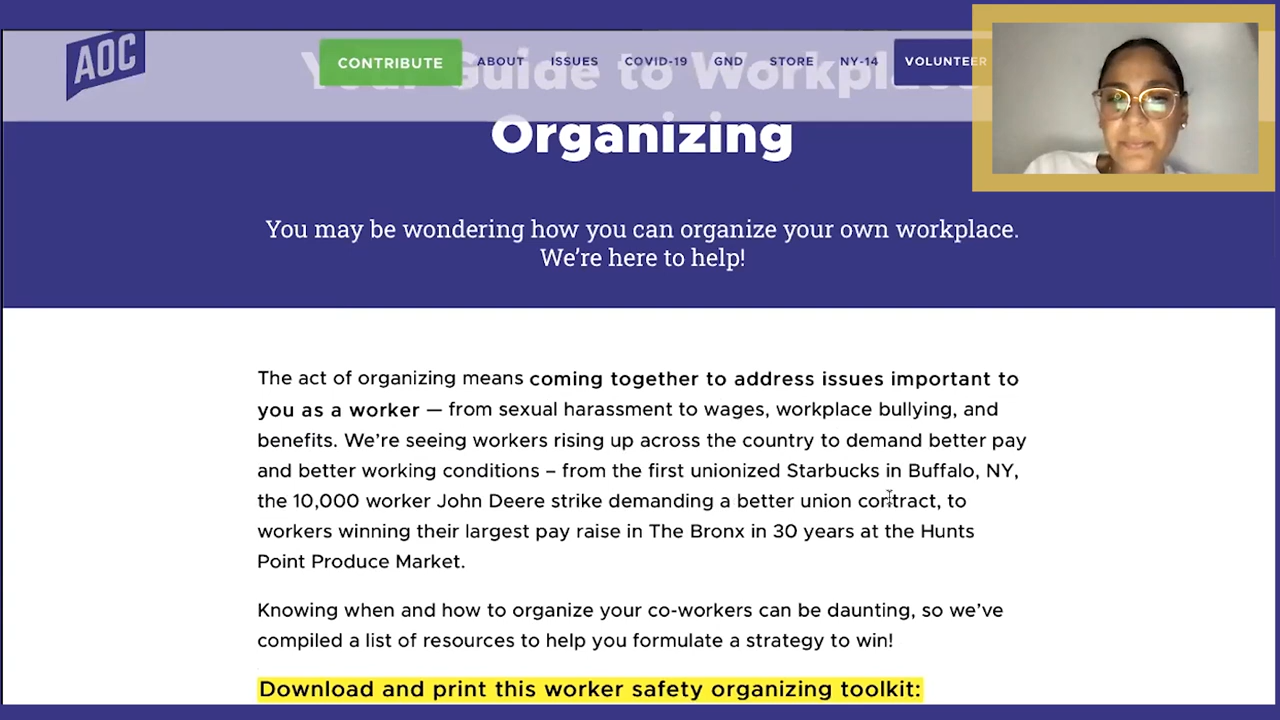 AOC
CONTRIBUTE
ABOUT
ISSUES
COVID-19
GND
STORE
NY-14
VOLUNTEER
Your Guide to Workplace
Organizing
You may be wondering how you can organize your own workplace.
We’re here to help!
The act of organizing means coming together to address issues important to
you as a worker — from sexual harassment to wages, workplace bullying, and
benefits. We’re seeing workers rising up across the country to demand better pay
and better working conditions – from the first unionized Starbucks in Buffalo, NY,
the 10,000 worker John Deere strike demanding a better union contract, to
workers winning their largest pay raise in The Bronx in 30 years at the Hunts
Point Produce Market.
Knowing when and how to organize your co-workers can be daunting, so we’ve
compiled a list of resources to help you formulate a strategy to win!
Download and print this worker safety organizing toolkit: